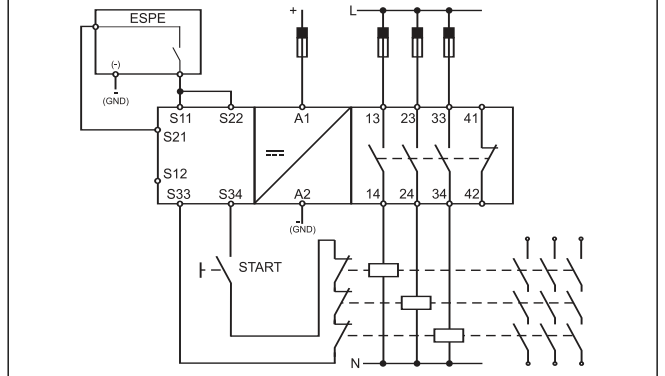 ESPE
+
L
(-)
-
(GND)
S11 S22 A1 13 23 33 41
S21
S12
S33 S34 A2 14 24 34 42
-
(GND)
START
N